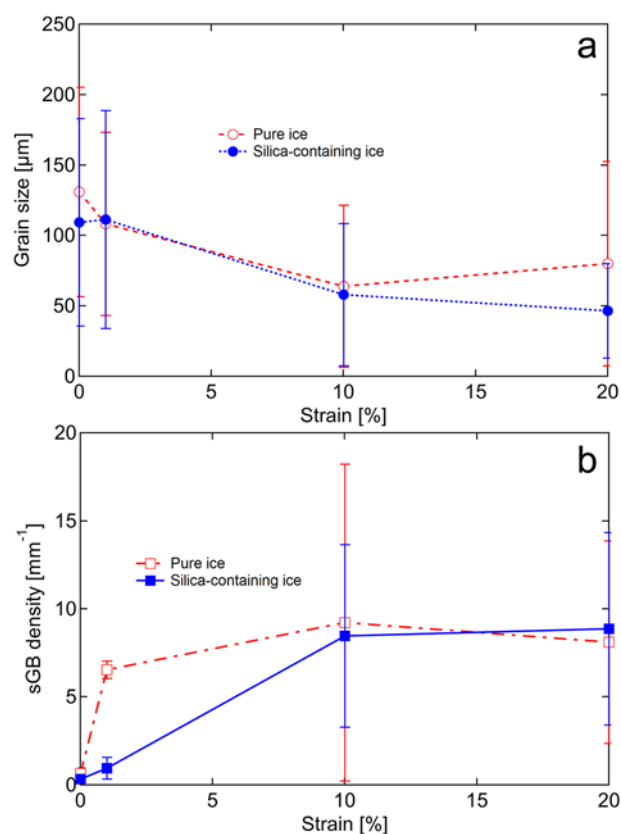 a
250
200
150
100
50
0
Grain size [µm]
Pure ice
Silica-containing ice
0 5 10 15 20
Strain [%]
b
20
15
10
5
0
sGB density [mm⁻¹]
Pure ice
Silica-containing ice
0 5 10 15 20
Strain [%]